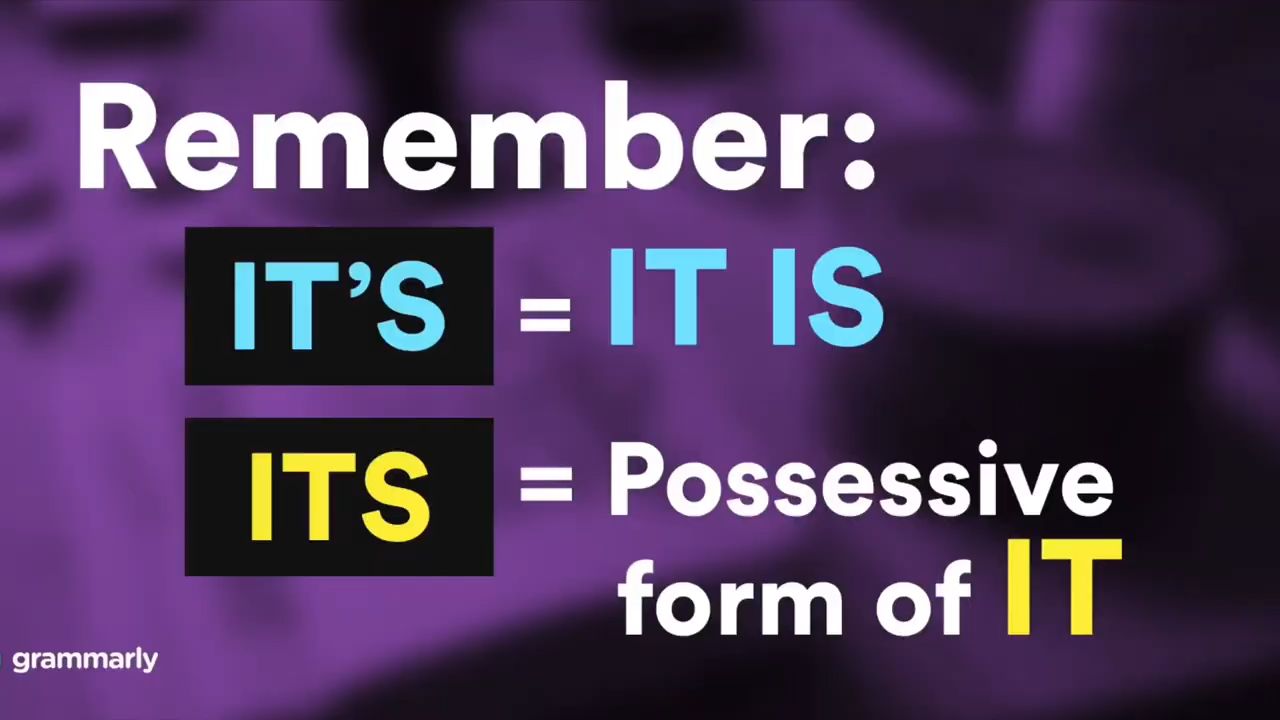 Remember:
IT’S = IT IS
ITS = Possessive
form of IT
grammarly